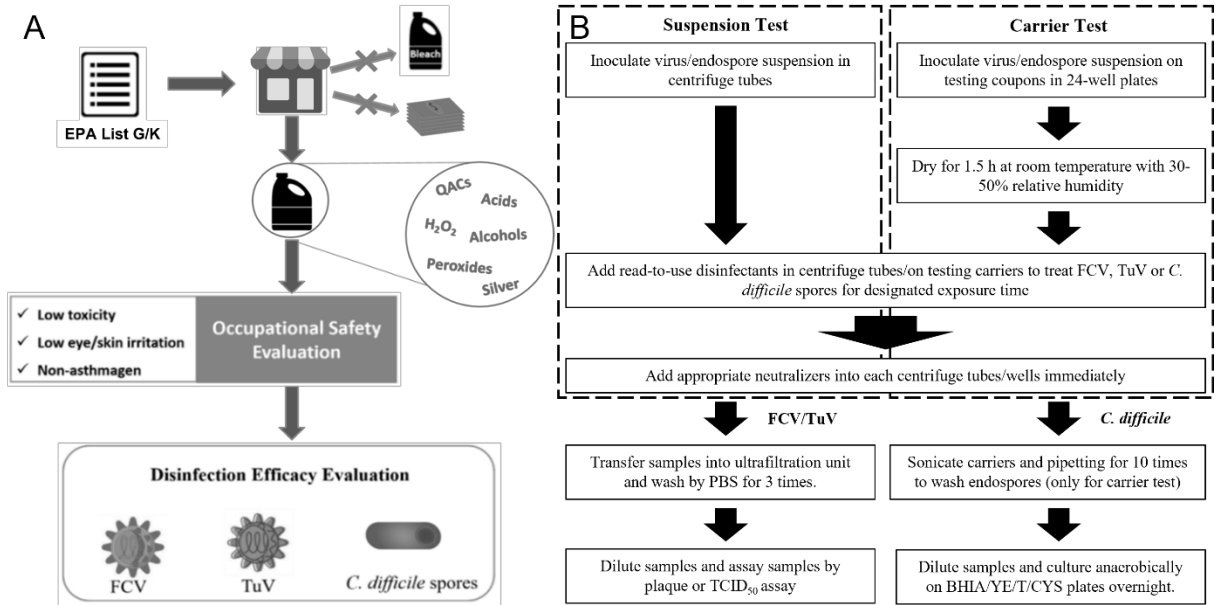 A
Bleach
EPA List G/K
QACs
Acids
H₂O₂
Alcohols
Peroxides
Silver
✓ Low toxicity
✓ Low eye/skin irritation
✓ Non-asthmagen
Occupational Safety
Evaluation
Disinfection Efficacy Evaluation
FCV
TuV
C. difficile spores
B
Suspension Test
Carrier Test
Inoculate virus/endospore suspension in
centrifuge tubes
Inoculate virus/endospore suspension on
testing coupons in 24-well plates
Dry for 1.5 h at room temperature with 30-
50% relative humidity
Add read-to-use disinfectants in centrifuge tubes/on testing carriers to treat FCV, TuV or C.
difficile spores for designated exposure time
Add appropriate neutralizers into each centrifuge tubes/wells immediately
FCV/TuV
C. difficile
Transfer samples into ultrafiltration unit
and wash by PBS for 3 times.
Sonicate carriers and pipetting for 10 times
to wash endospores (only for carrier test)
Dilute samples and assay samples by
plaque or TCID₅₀ assay
Dilute samples and culture anaerobically
on BHIA/YE/T/CYS plates overnight.